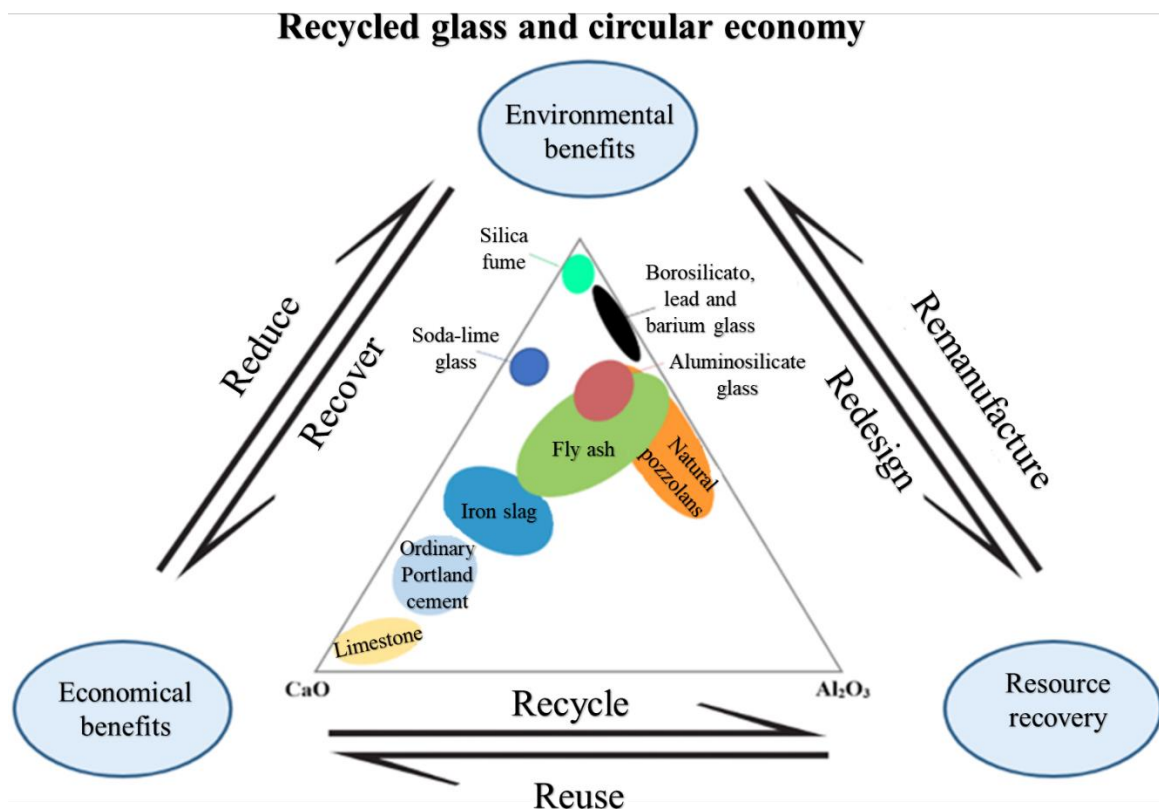 Recycled glass and circular economy
Environmental
benefits
Silica
fume
Borosilicato,
lead and
barium glass
Soda-lime
glass
Aluminosilicate
glass
Reduce
Recover
Remanufacture
Redesign
Fly ash
Natural
pozzolans
Iron slag
Ordinary
Portland
cement
Limestone
CaO
Al₂O₃
Economical
benefits
Resource
recovery
Recycle
Reuse